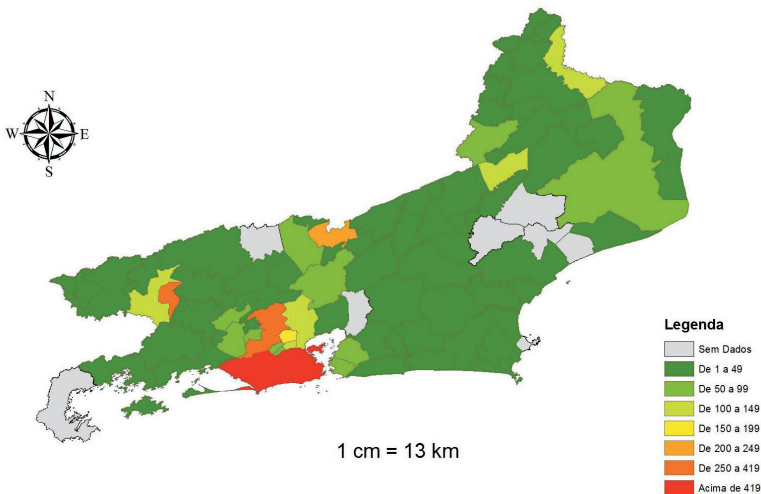 N
W E
S
Legenda
Sem Dados
De 1 a 49
De 50 a 99
De 100 a 149
De 150 a 199
De 200 a 249
De 250 a 419
Acima de 419
1 cm = 13 km